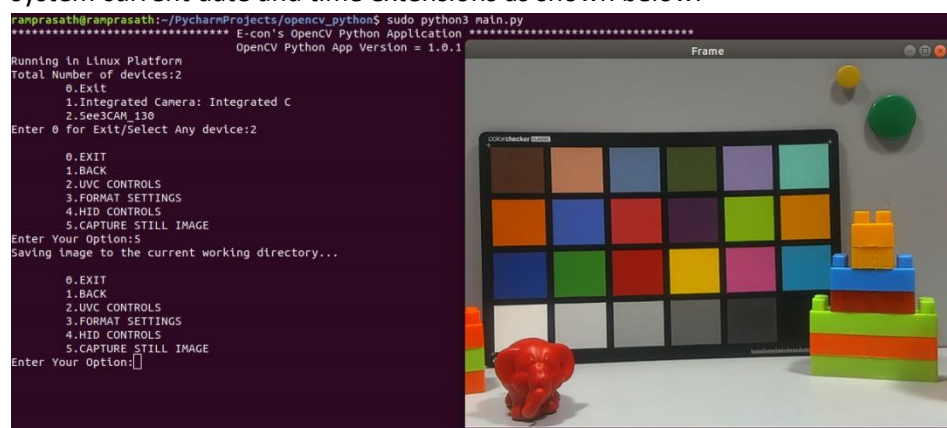 system current date and time extensions as shown below.
ramprasath@ramprasath:~/PycharmProjects/opencv_python$ sudo python3 main.py
******************************** E-con's OpenCV Python Application *********************************
OpenCV Python App Version = 1.0.1
Frame
Running in Linux Platform
Total Number of devices:2
0.Exit
1.Integrated Camera: Integrated C
2.See3CAM_130
Enter 0 for Exit/Select Any device:2
0.EXIT
1.BACK
2.UVC CONTROLS
3.FORMAT SETTINGS
4.HID CONTROLS
5.CAPTURE STILL IMAGE
Enter Your Option:5
Saving image to the current working directory...
0.EXIT
1.BACK
2.UVC CONTROLS
3.FORMAT SETTINGS
4.HID CONTROLS
5.CAPTURE STILL IMAGE
Enter Your Option:
colorchecker CLASSIC